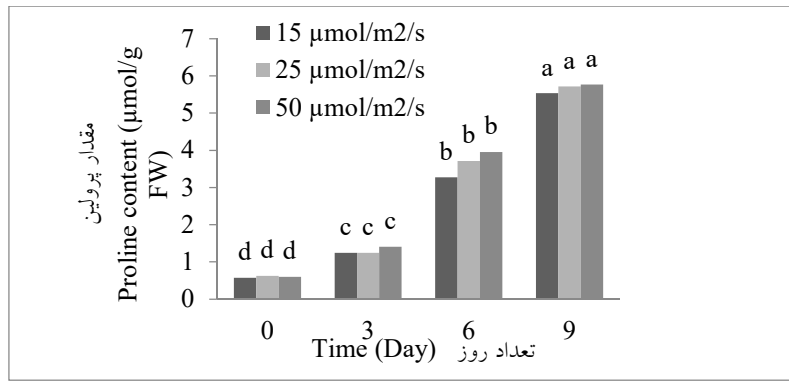 7
6
5
4
3
2
1
0
مقدار پرولین
Proline content (µmol/g
FW)
15 µmol/m2/s
25 µmol/m2/s
50 µmol/m2/s
d d d
c c c
b b b
a a a
0 3 6 9
Time (Day) تعداد روز